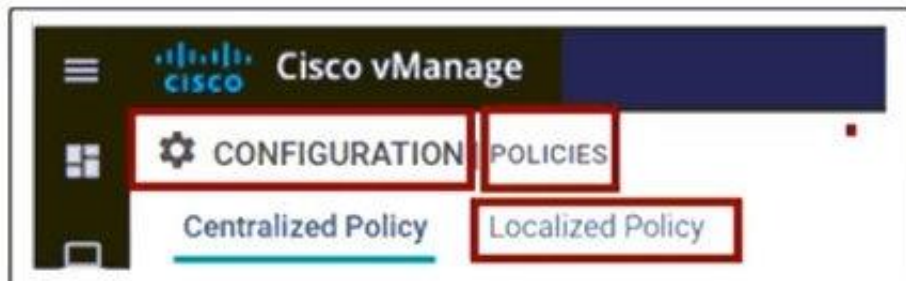 CISCO Cisco vManage
CONFIGURATION POLICIES
Centralized Policy Localized Policy